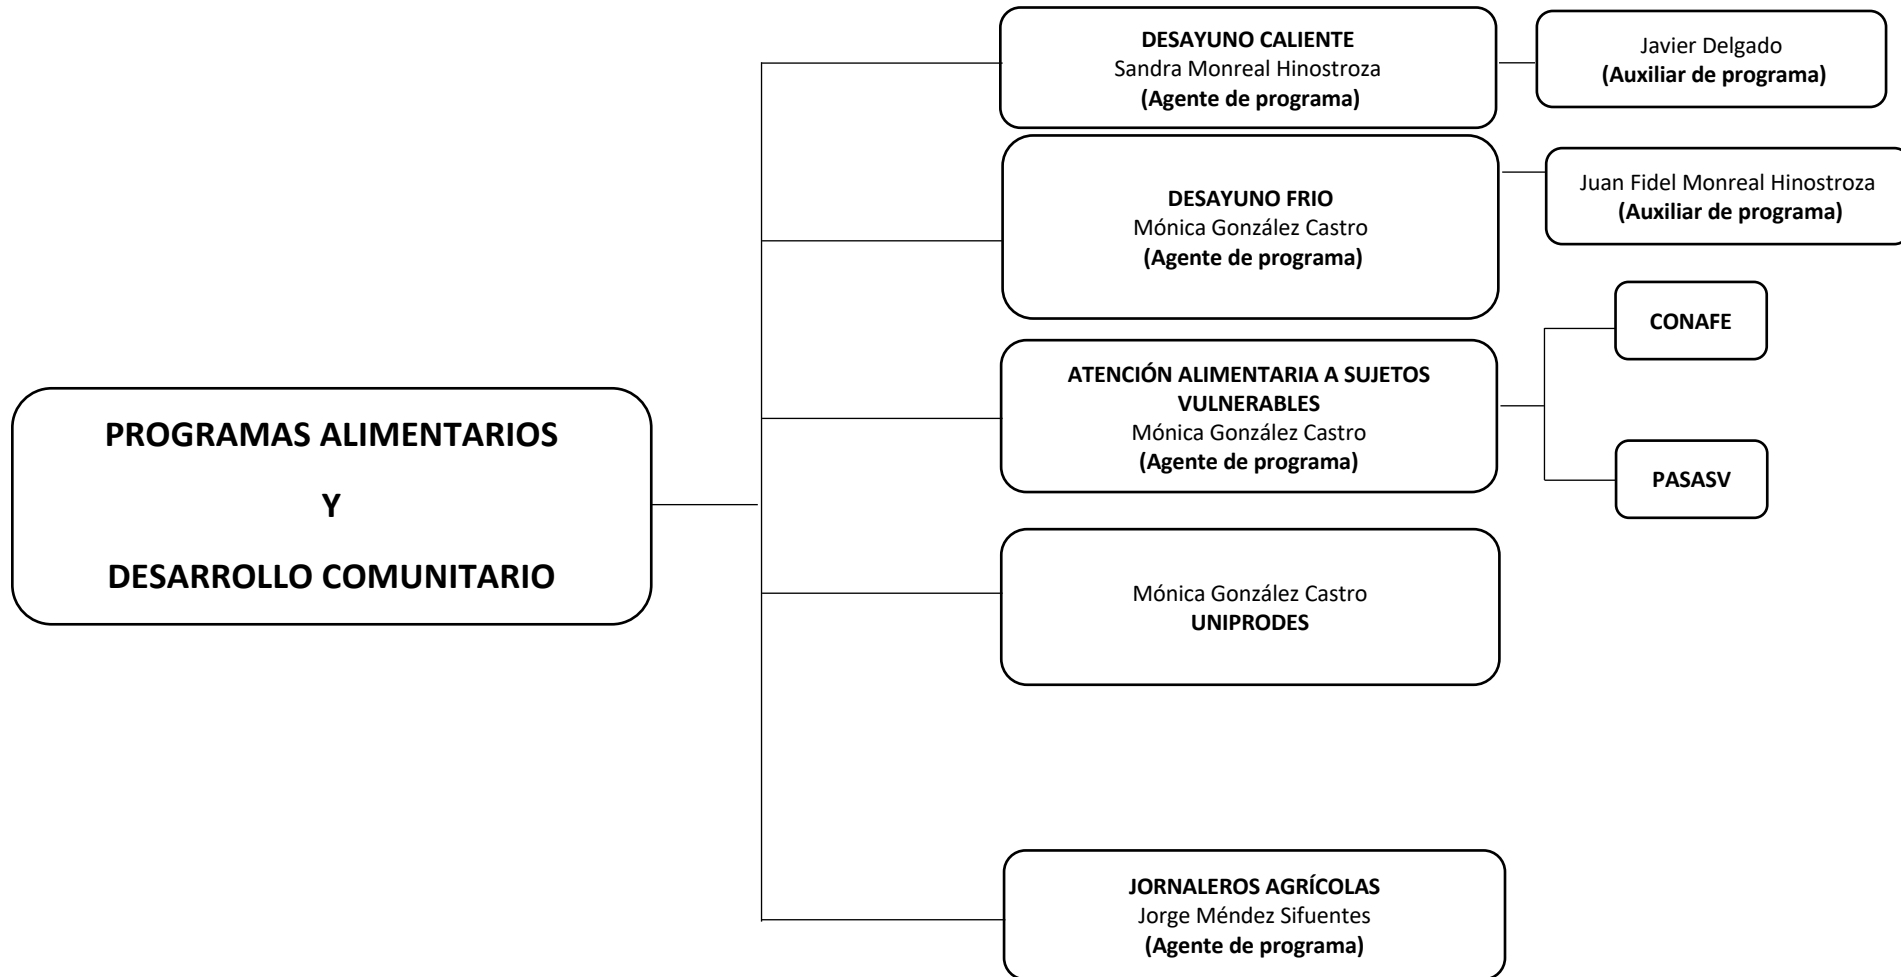 PROGRAMAS ALIMENTARIOS
Y
DESARROLLO COMUNITARIO
DESAYUNO CALIENTE
Sandra Monreal Hinostroza
(Agente de programa)
Javier Delgado
(Auxiliar de programa)
DESAYUNO FRIO
Mónica González Castro
(Agente de programa)
Juan Fidel Monreal Hinostroza
(Auxiliar de programa)
ATENCIÓN ALIMENTARIA A SUJETOS
VULNERABLES
Mónica González Castro
(Agente de programa)
CONAFE
PASASV
Mónica González Castro
UNIPRODES
JORNALEROS AGRÍCOLAS
Jorge Méndez Sifuentes
(Agente de programa)